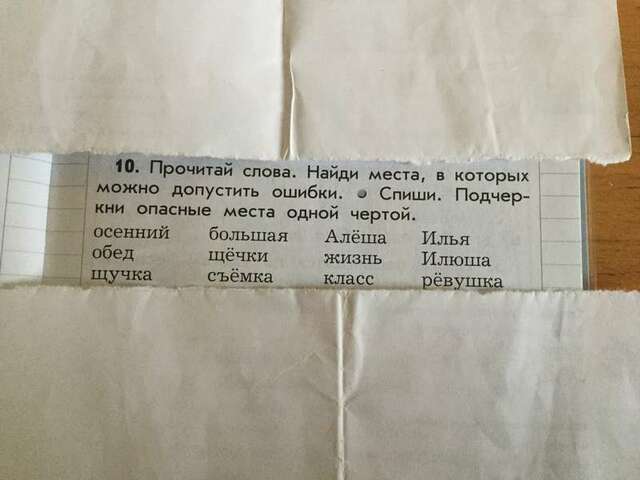 10. Прочитай слова. Найди места, в которых
можно допустить ошибки. • Спиши. Подчер-
кни опасные места одной чертой.
осенний большая Алёша Илья
обед щёчки жизнь Илюша
щучка съёмка класс рёвушка